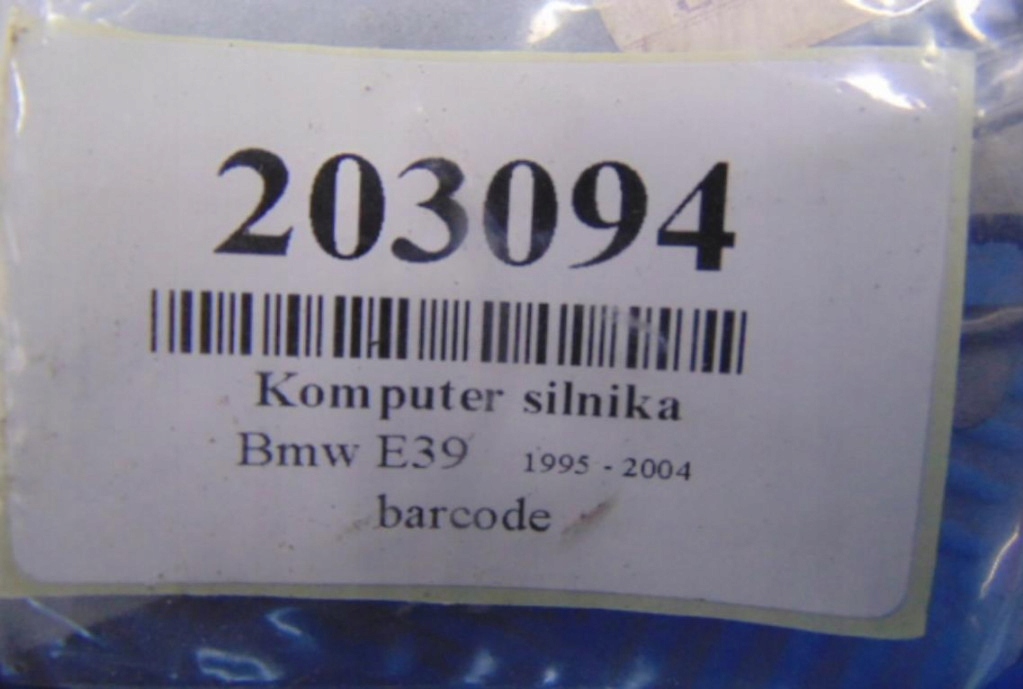 203094
Komputer silnika
Bmw E39 1995 - 2004
barcode